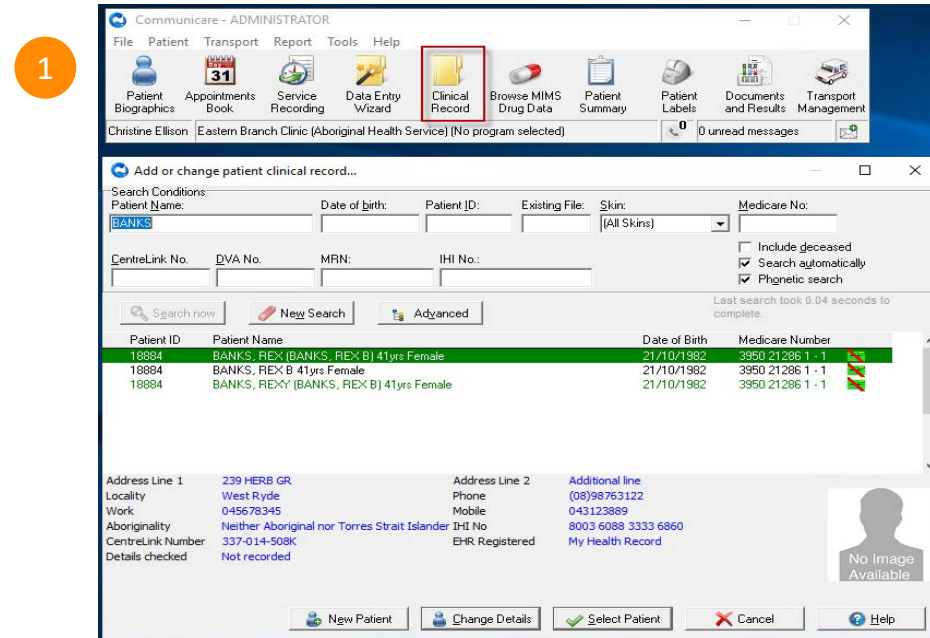 1
Communicare - ADMINISTRATOR
File Patient Transport Report Tools Help
31
Patient Biographics Appointments Book Service Recording Data Entry Wizard Clinical Record Browse MIMS Drug Data Patient Summary Patient Labels Documents and Results Transport Management
Christine Ellison Eastern Branch Clinic (Aboriginal Health Service) (No program selected) 0 0 unread messages
Add or change patient clinical record...
Search Conditions
Patient Name: Date of birth: Patient ID: Existing File: Skin: Medicare No:
BANKS (All Skins)
Include deceased
CentreLink No. DVA No. MRN: IHI No.: Search automatically
Phonetic search
Search now New Search Advanced Last search took 0.04 seconds to
complete.
Patient ID Patient Name Date of Birth Medicare Number
18884 BANKS, REX (BANKS, REX B) 41yrs Female 21/10/1982 3950 21286 1 - 1
18884 BANKS, REX B 41yrs Female 21/10/1982 3950 21286 1 - 1
18884 BANKS, REXY (BANKS, REX B) 41yrs Female 21/10/1982 3950 21286 1 - 1
Address Line 1 239 HERB GR Address Line 2 Additional line
Locality West Ryde Phone (08)98763122
Work 045678345 Mobile 043123889
Aboriginality Neither Aboriginal nor Torres Strait Islander IHI No 8003 6088 3333 6860
CentreLink Number 337-014-508K EHR Registered My Health Record
Details checked Not recorded
No Image
Available
New Patient Change Details Select Patient Cancel Help